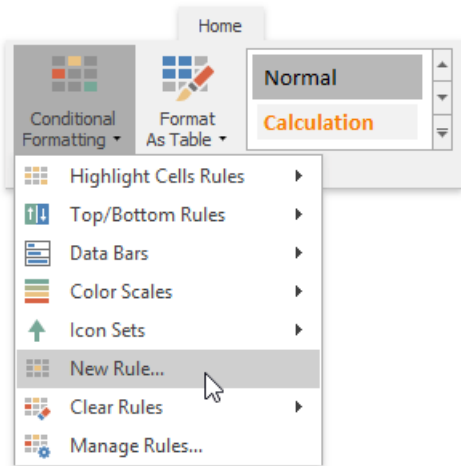 Home
Conditional
Formatting
Format
As Table
Normal
Calculation
Highlight Cells Rules
Top/Bottom Rules
Data Bars
Color Scales
Icon Sets
New Rule...
Clear Rules
Manage Rules...